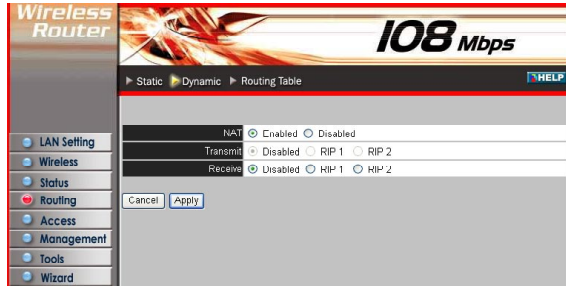 Wireless
Router
108 Mbps
Static Dynamic Routing Table HELP
LAN Setting
Wireless
Status
Routing
Access
Management
Tools
Wizard
NAT Enabled Disabled
Transmit Disabled RIP 1 RIP 2
Receive Disabled RIP 1 RIP 2
Cancel Apply